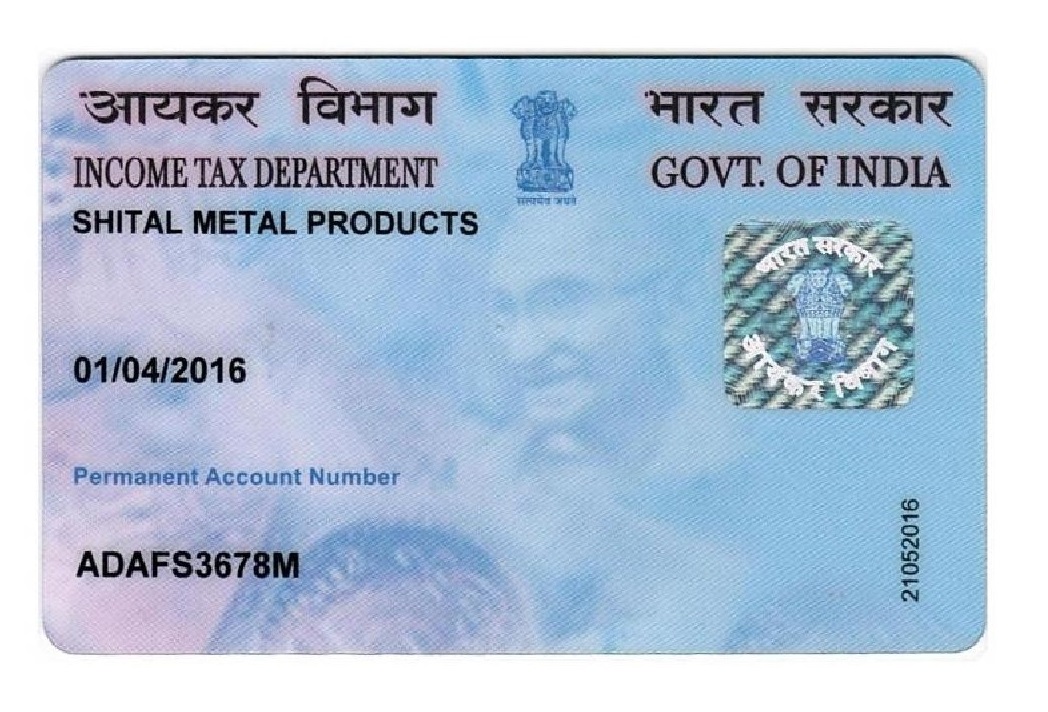 आयकर विभाग
भारत सरकार
INCOME TAX DEPARTMENT
GOVT. OF INDIA
सत्यमेव जयते
SHITAL METAL PRODUCTS
भारत सरकार
आयकर विभाग
01/04/2016
Permanent Account Number
ADAFS3678M
21052016